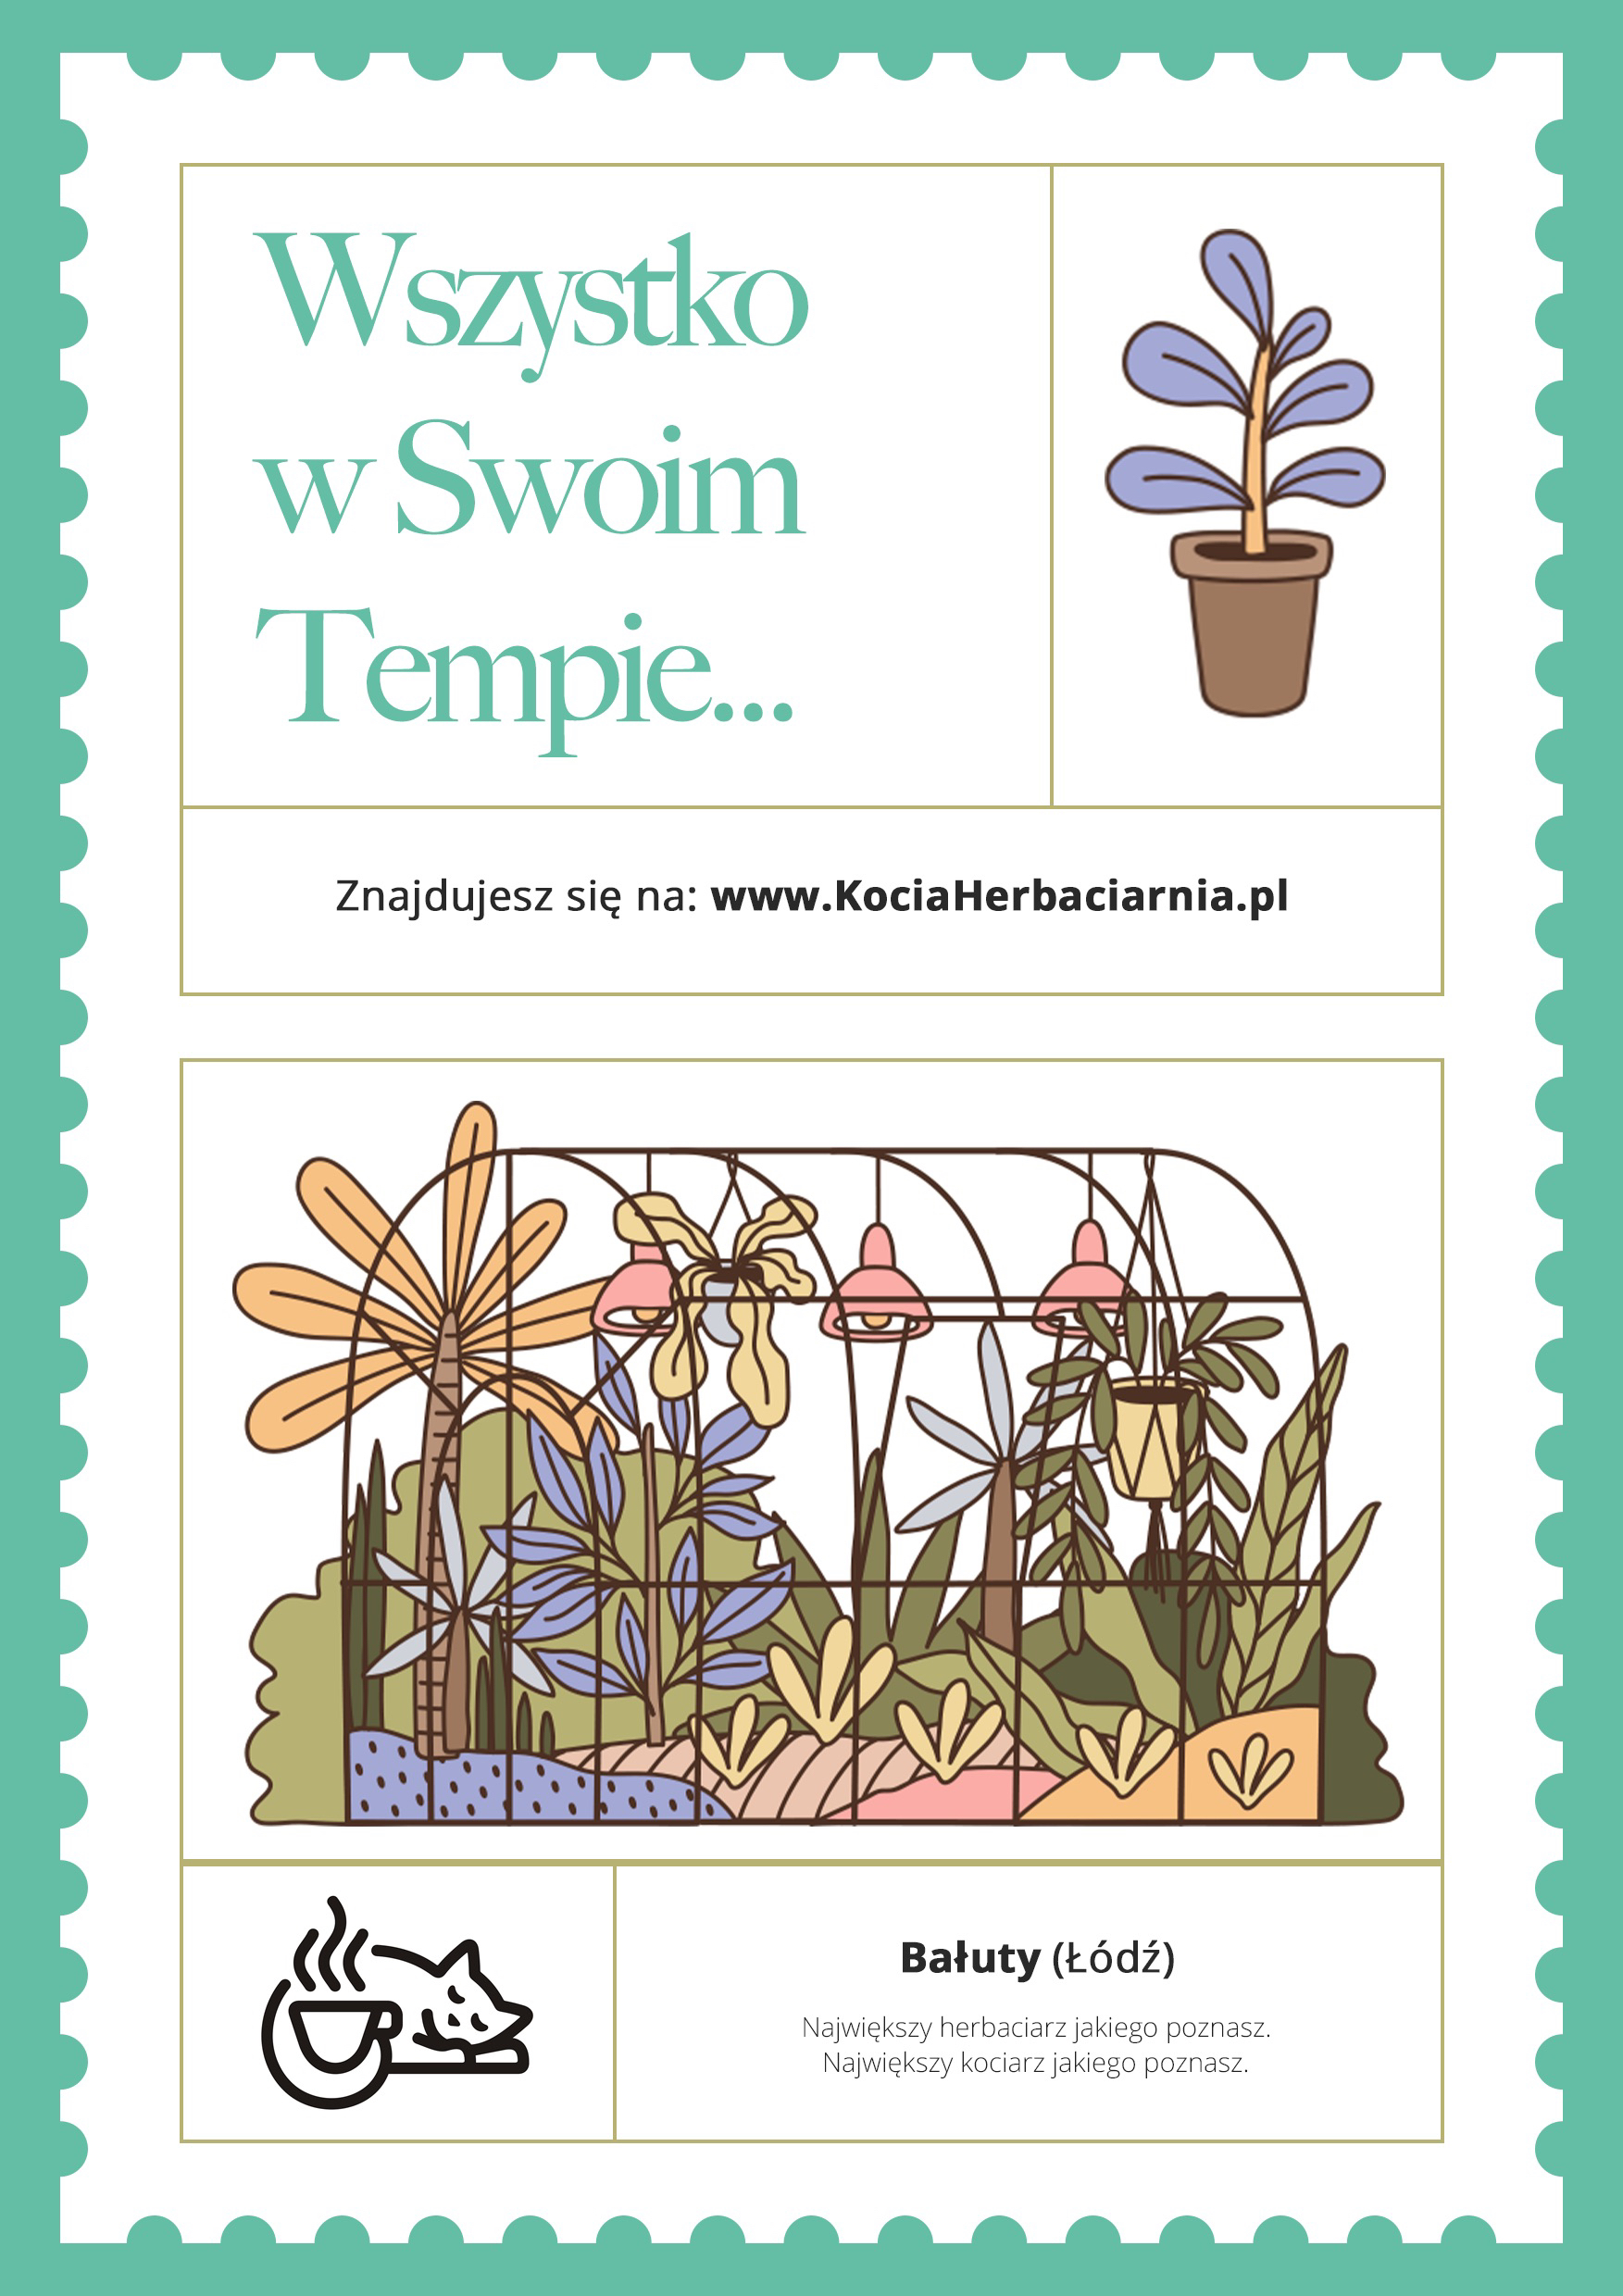 Wszystko
w Swoim
Tempie...
Znajdujesz się na: www.KociaHerbaciarnia.pl
Bałuty (Łódź)
Największy herbaciarz jakiego poznasz.
Największy kociarz jakiego poznasz.